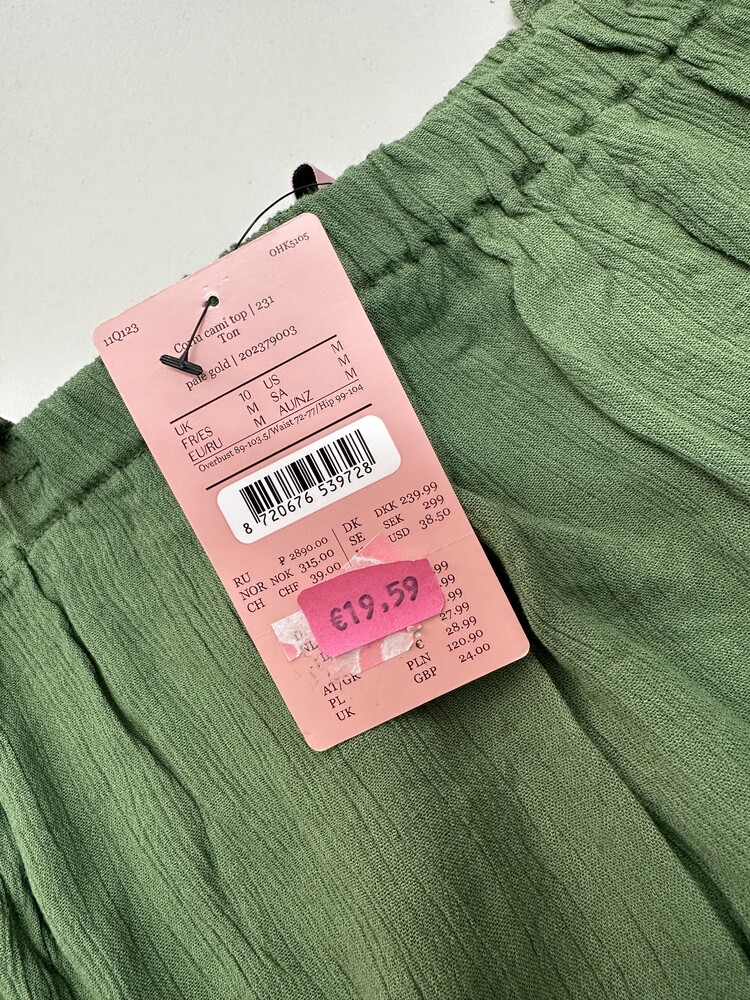 OHK5105
11Q123
cami top | 231
Ton
pale gold | 202379003
UK 10 US M
FR/ES M SA M
EU/RU M AU/NZ M
Overbust 89-103.5/Waist 72-77/Hip 99-104
8 720676 539728
RU ₽ 2890.00
NOR NOK 315.00
CH CHF 39.00
DK DKK 239.99
SE SEK 299
USD 38.50
€19,59
27.99
€ 28.99
AT/GR
PL PLN 120.90
UK GBP 24.00